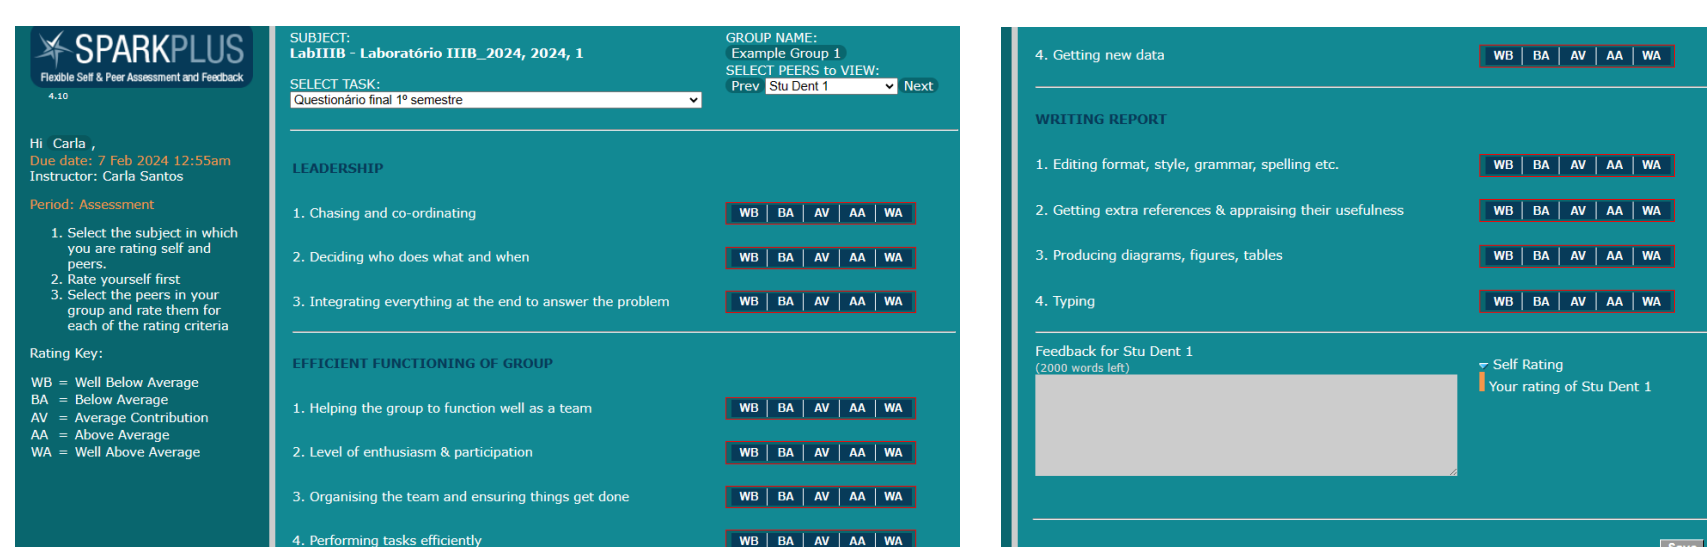 SPARKPLUS
Flexible Self & Peer Assessment and Feedback
4.10
Hi Carla ,
Due date: 7 Feb 2024 12:55am
Instructor: Carla Santos
Period: Assessment
1. Select the subject in which
you are rating self and
peers.
2. Rate yourself first
3. Select the peers in your
group and rate them for
each of the rating criteria
Rating Key:
WB = Well Below Average
BA = Below Average
AV = Average Contribution
AA = Above Average
WA = Well Above Average
SUBJECT:
LabIIIB - Laboratório IIIB_2024, 2024, 1
SELECT TASK:
Questionário final 1º semestre
GROUP NAME:
Example Group 1
SELECT PEERS to VIEW:
Prev Stu Dent 1 Next
LEADERSHIP
1. Chasing and co-ordinating WB BA AV AA WA
2. Deciding who does what and when WB BA AV AA WA
3. Integrating everything at the end to answer the problem WB BA AV AA WA
EFFICIENT FUNCTIONING OF GROUP
1. Helping the group to function well as a team WB BA AV AA WA
2. Level of enthusiasm & participation WB BA AV AA WA
3. Organising the team and ensuring things get done WB BA AV AA WA
4. Performing tasks efficiently WB BA AV AA WA
4. Getting new data WB BA AV AA WA
WRITING REPORT
1. Editing format, style, grammar, spelling etc. WB BA AV AA WA
2. Getting extra references & appraising their usefulness WB BA AV AA WA
3. Producing diagrams, figures, tables WB BA AV AA WA
4. Typing WB BA AV AA WA
Feedback for Stu Dent 1
(2000 words left)
Self Rating
Your rating of Stu Dent 1